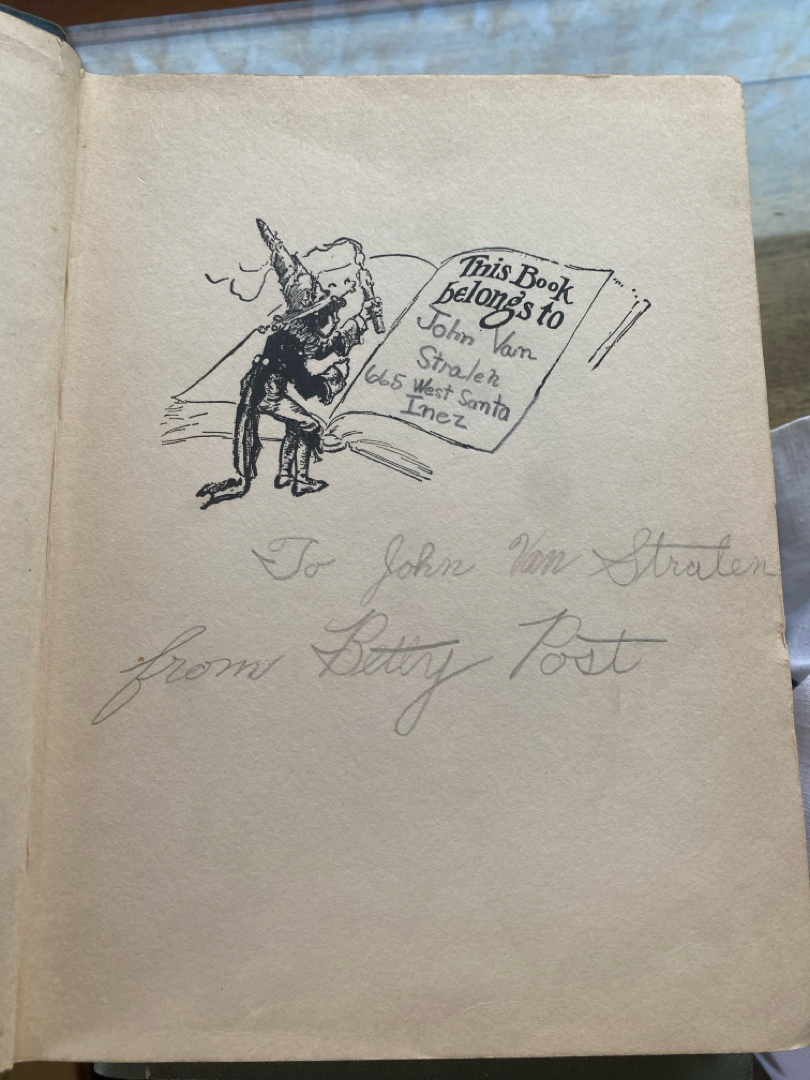 This Book
belongs to
John Van
Straten
665 West Santa
Inez
To John Van Straten
from Betty Post